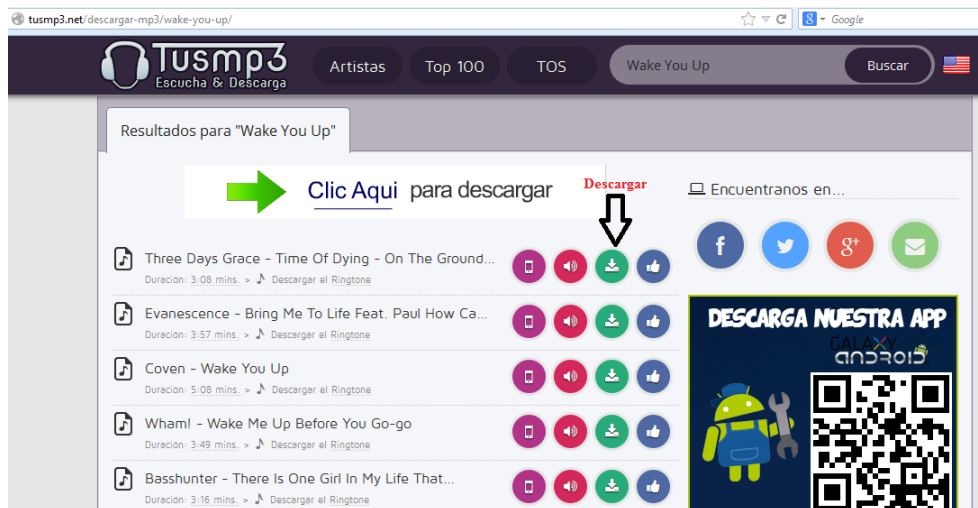 tusmp3.net/descargar-mp3/wake-you-up/
8 Google
Tusmp3
Escucha & Descarga
Artistas
Top 100
TOS
Wake You Up
Buscar
Resultados para "Wake You Up"
Clic Aqui para descargar
Descargar
Encuentranos en...
f
g+
Three Days Grace - Time Of Dying - On The Ground...
Duración: 3:08 mins. » Descargar el Ringtone
Evanescence - Bring Me To Life Feat. Paul How Ca...
Duración: 3:57 mins. » Descargar el Ringtone
Coven - Wake You Up
Duración: 5:08 mins. » Descargar el Ringtone
Wham! - Wake Me Up Before You Go-go
Duración: 3:49 mins. » Descargar el Ringtone
Basshunter - There Is One Girl In My Life That...
Duración: 3:16 mins. » Descargar el Ringtone
DESCARGA NUESTRA APP
GALAXY
ANDROID